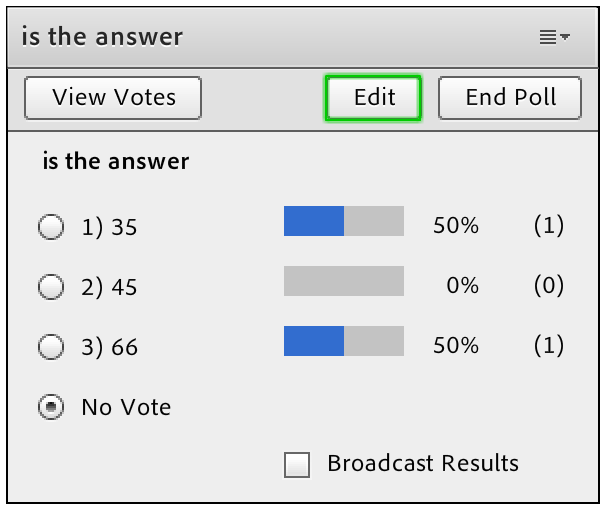 is the answer
View Votes Edit End Poll
is the answer
1) 35 50% (1)
2) 45 0% (0)
3) 66 50% (1)
No Vote
Broadcast Results